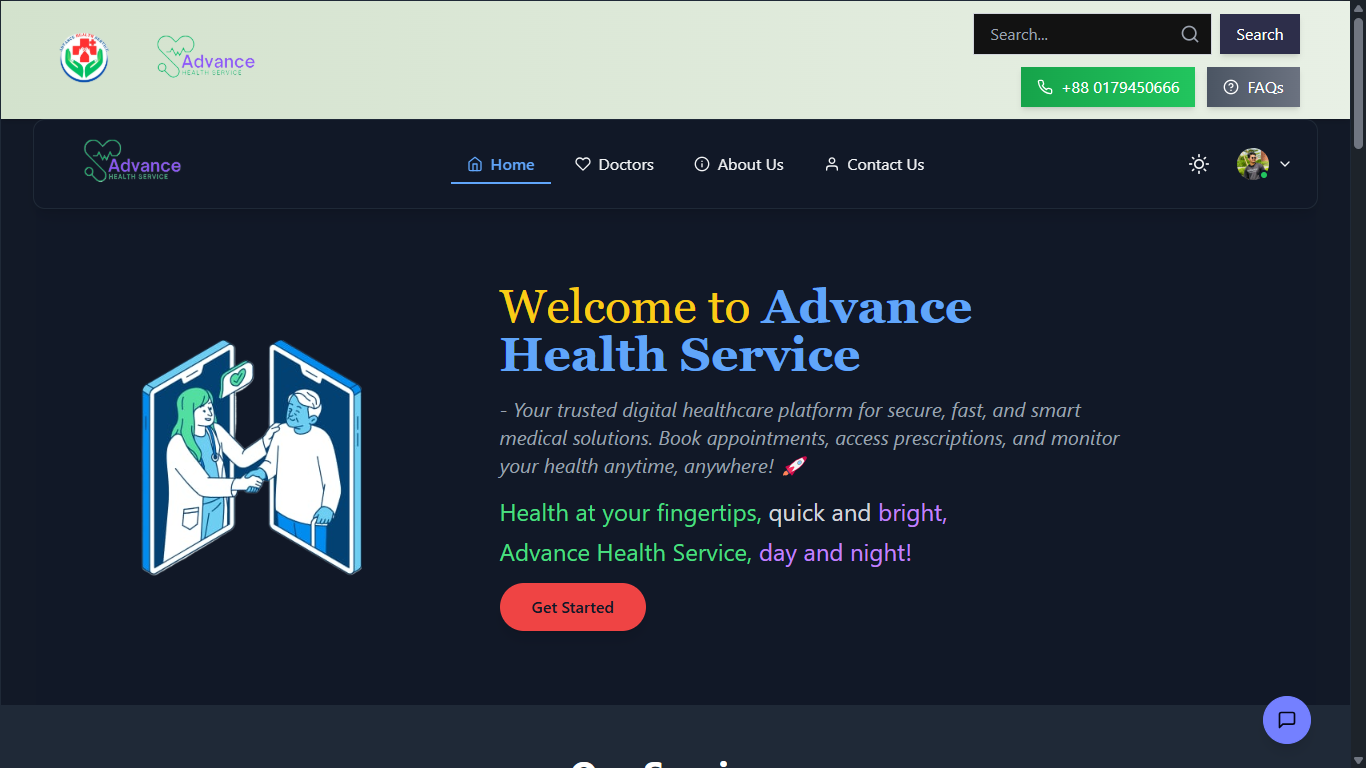 ADVANCE HEALTH SERVICE
Advance
HEALTH SERVICE
Search...
Search
+88 0179450666
FAQs
Advance
HEALTH SERVICE
Home
Doctors
About Us
Contact Us
Welcome to Advance
Health Service
- Your trusted digital healthcare platform for secure, fast, and smart
medical solutions. Book appointments, access prescriptions, and monitor
your health anytime, anywhere! 🚀
Health at your fingertips, quick and bright,
Advance Health Service, day and night!
Get Started